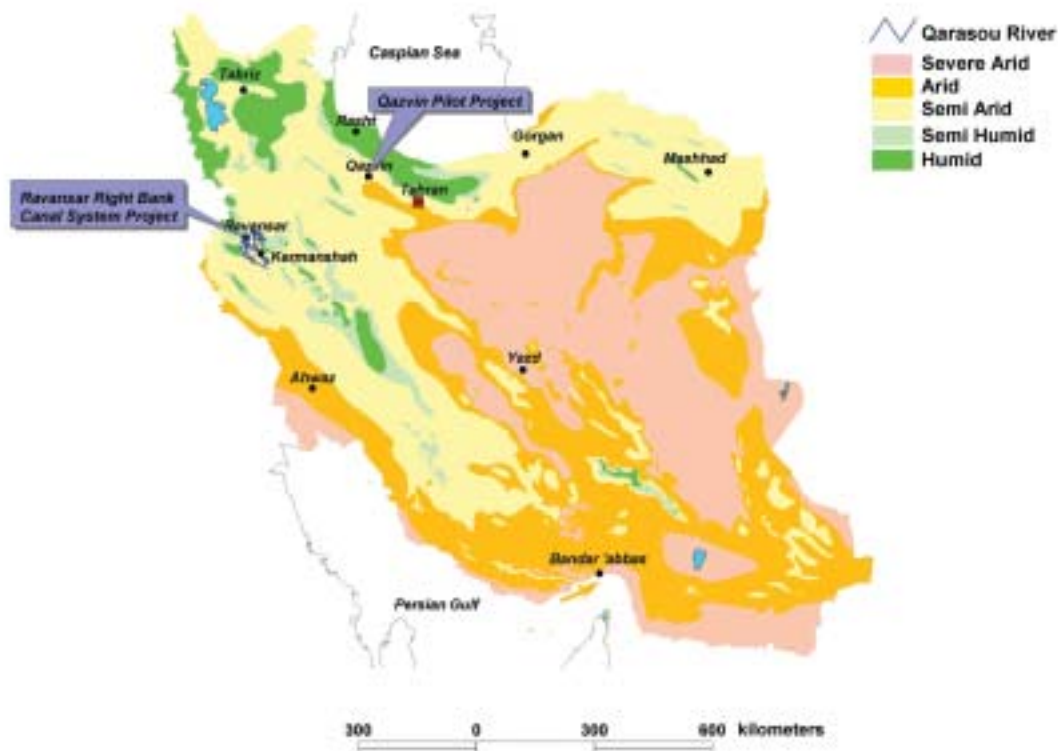 Caspian Sea
Tabriz
Qazvin Pilot Project
Rasht
Gorgan
Mashhad
Qazvin
Tehran
Ravansar Right Bank
Canal System Project
Ravansar
Karmanshah
Yazd
Ahwaz
Bandar 'abbas
Persian Gulf
Qarasou River
Severe Arid
Arid
Semi Arid
Semi Humid
Humid
300 0 300 600 kilometers